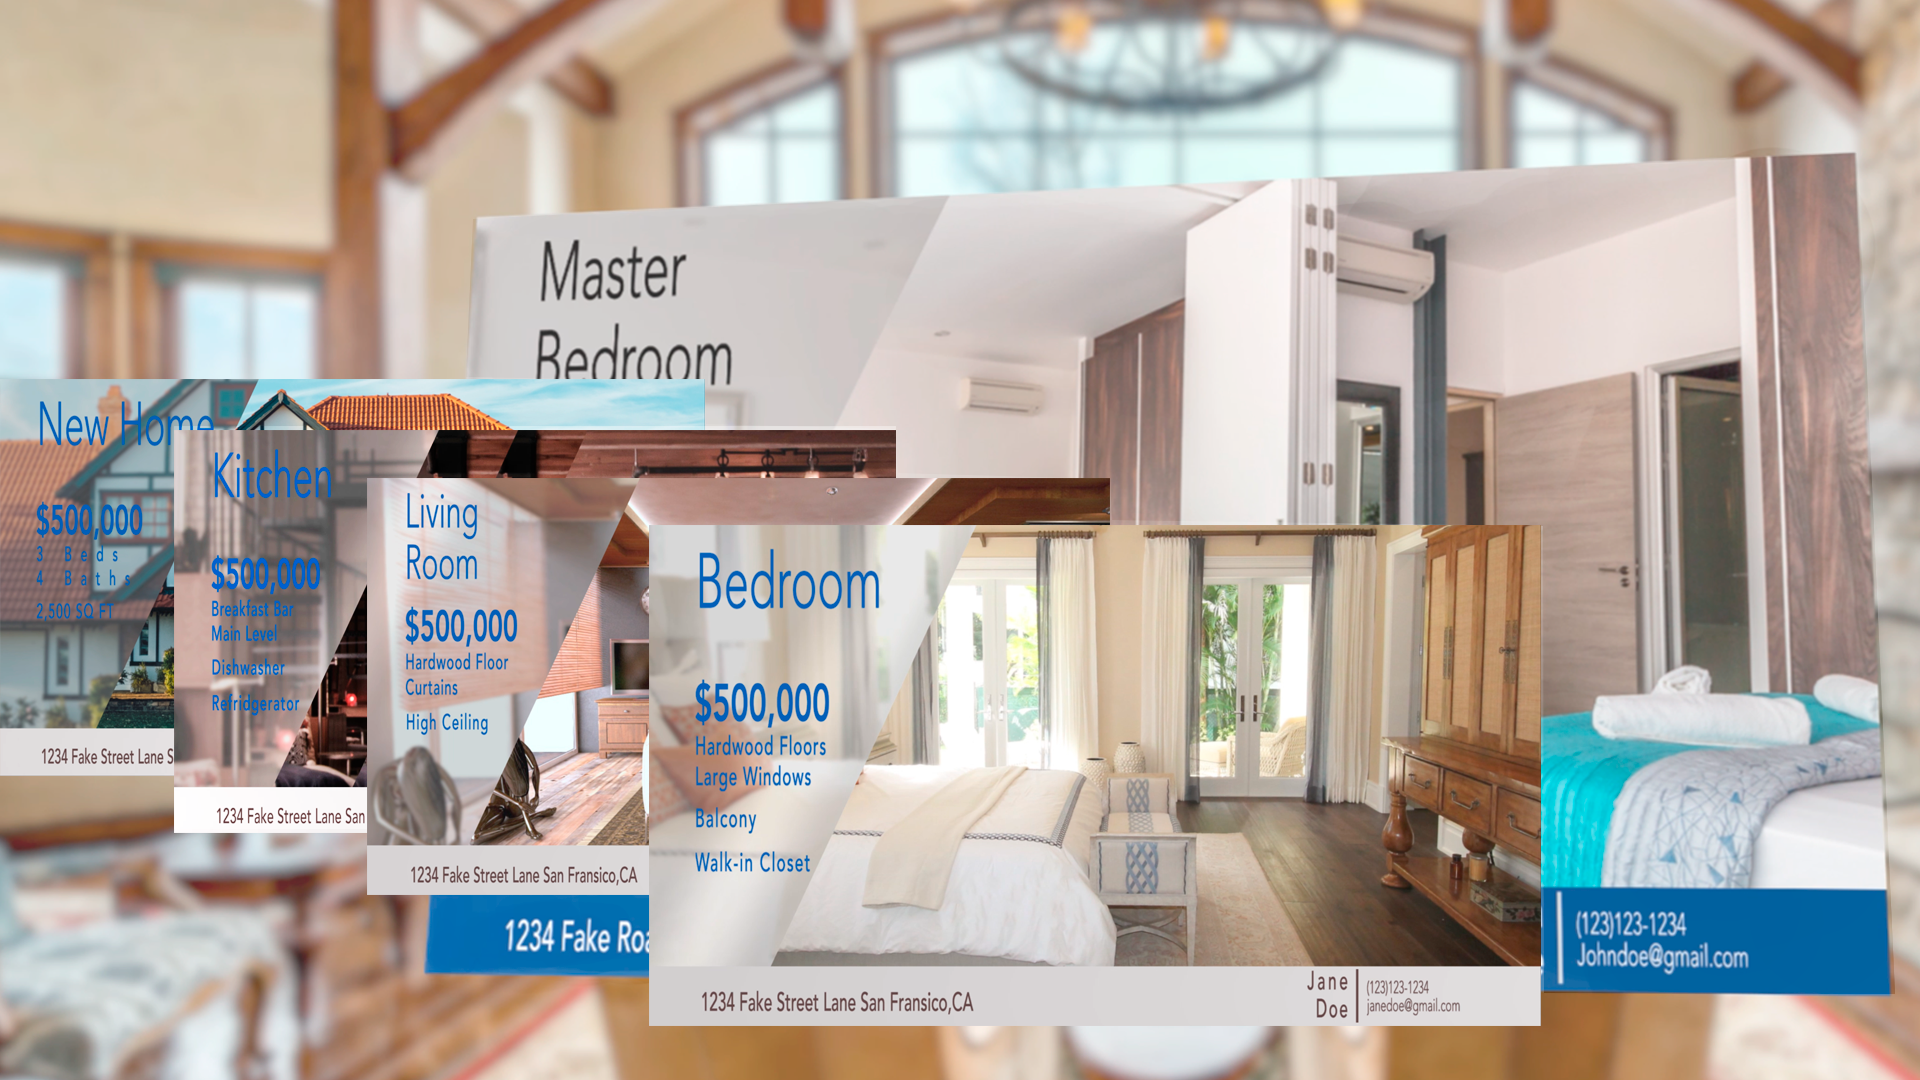 Master
Bedroom
New Home
$500,000
3 Beds
4 Baths
2,500 SQ FT
1234 Fake Street Lane S
Kitchen
$500,000
Breakfast Bar
Main Level
Dishwasher
Refridgerator
1234 Fake Street Lane San
Living
Room
$500,000
Hardwood Floor
Curtains
High Ceiling
1234 Fake Street Lane San Fransico,CA
Bedroom
$500,000
Hardwood Floors
Large Windows
Balcony
Walk-in Closet
1234 Fake Street Lane San Fransico,CA
Jane
Doe
(123)123-1234
janedoe@gmail.com
1234 Fake Roa
(123)123-1234
Johndoe@gmail.com